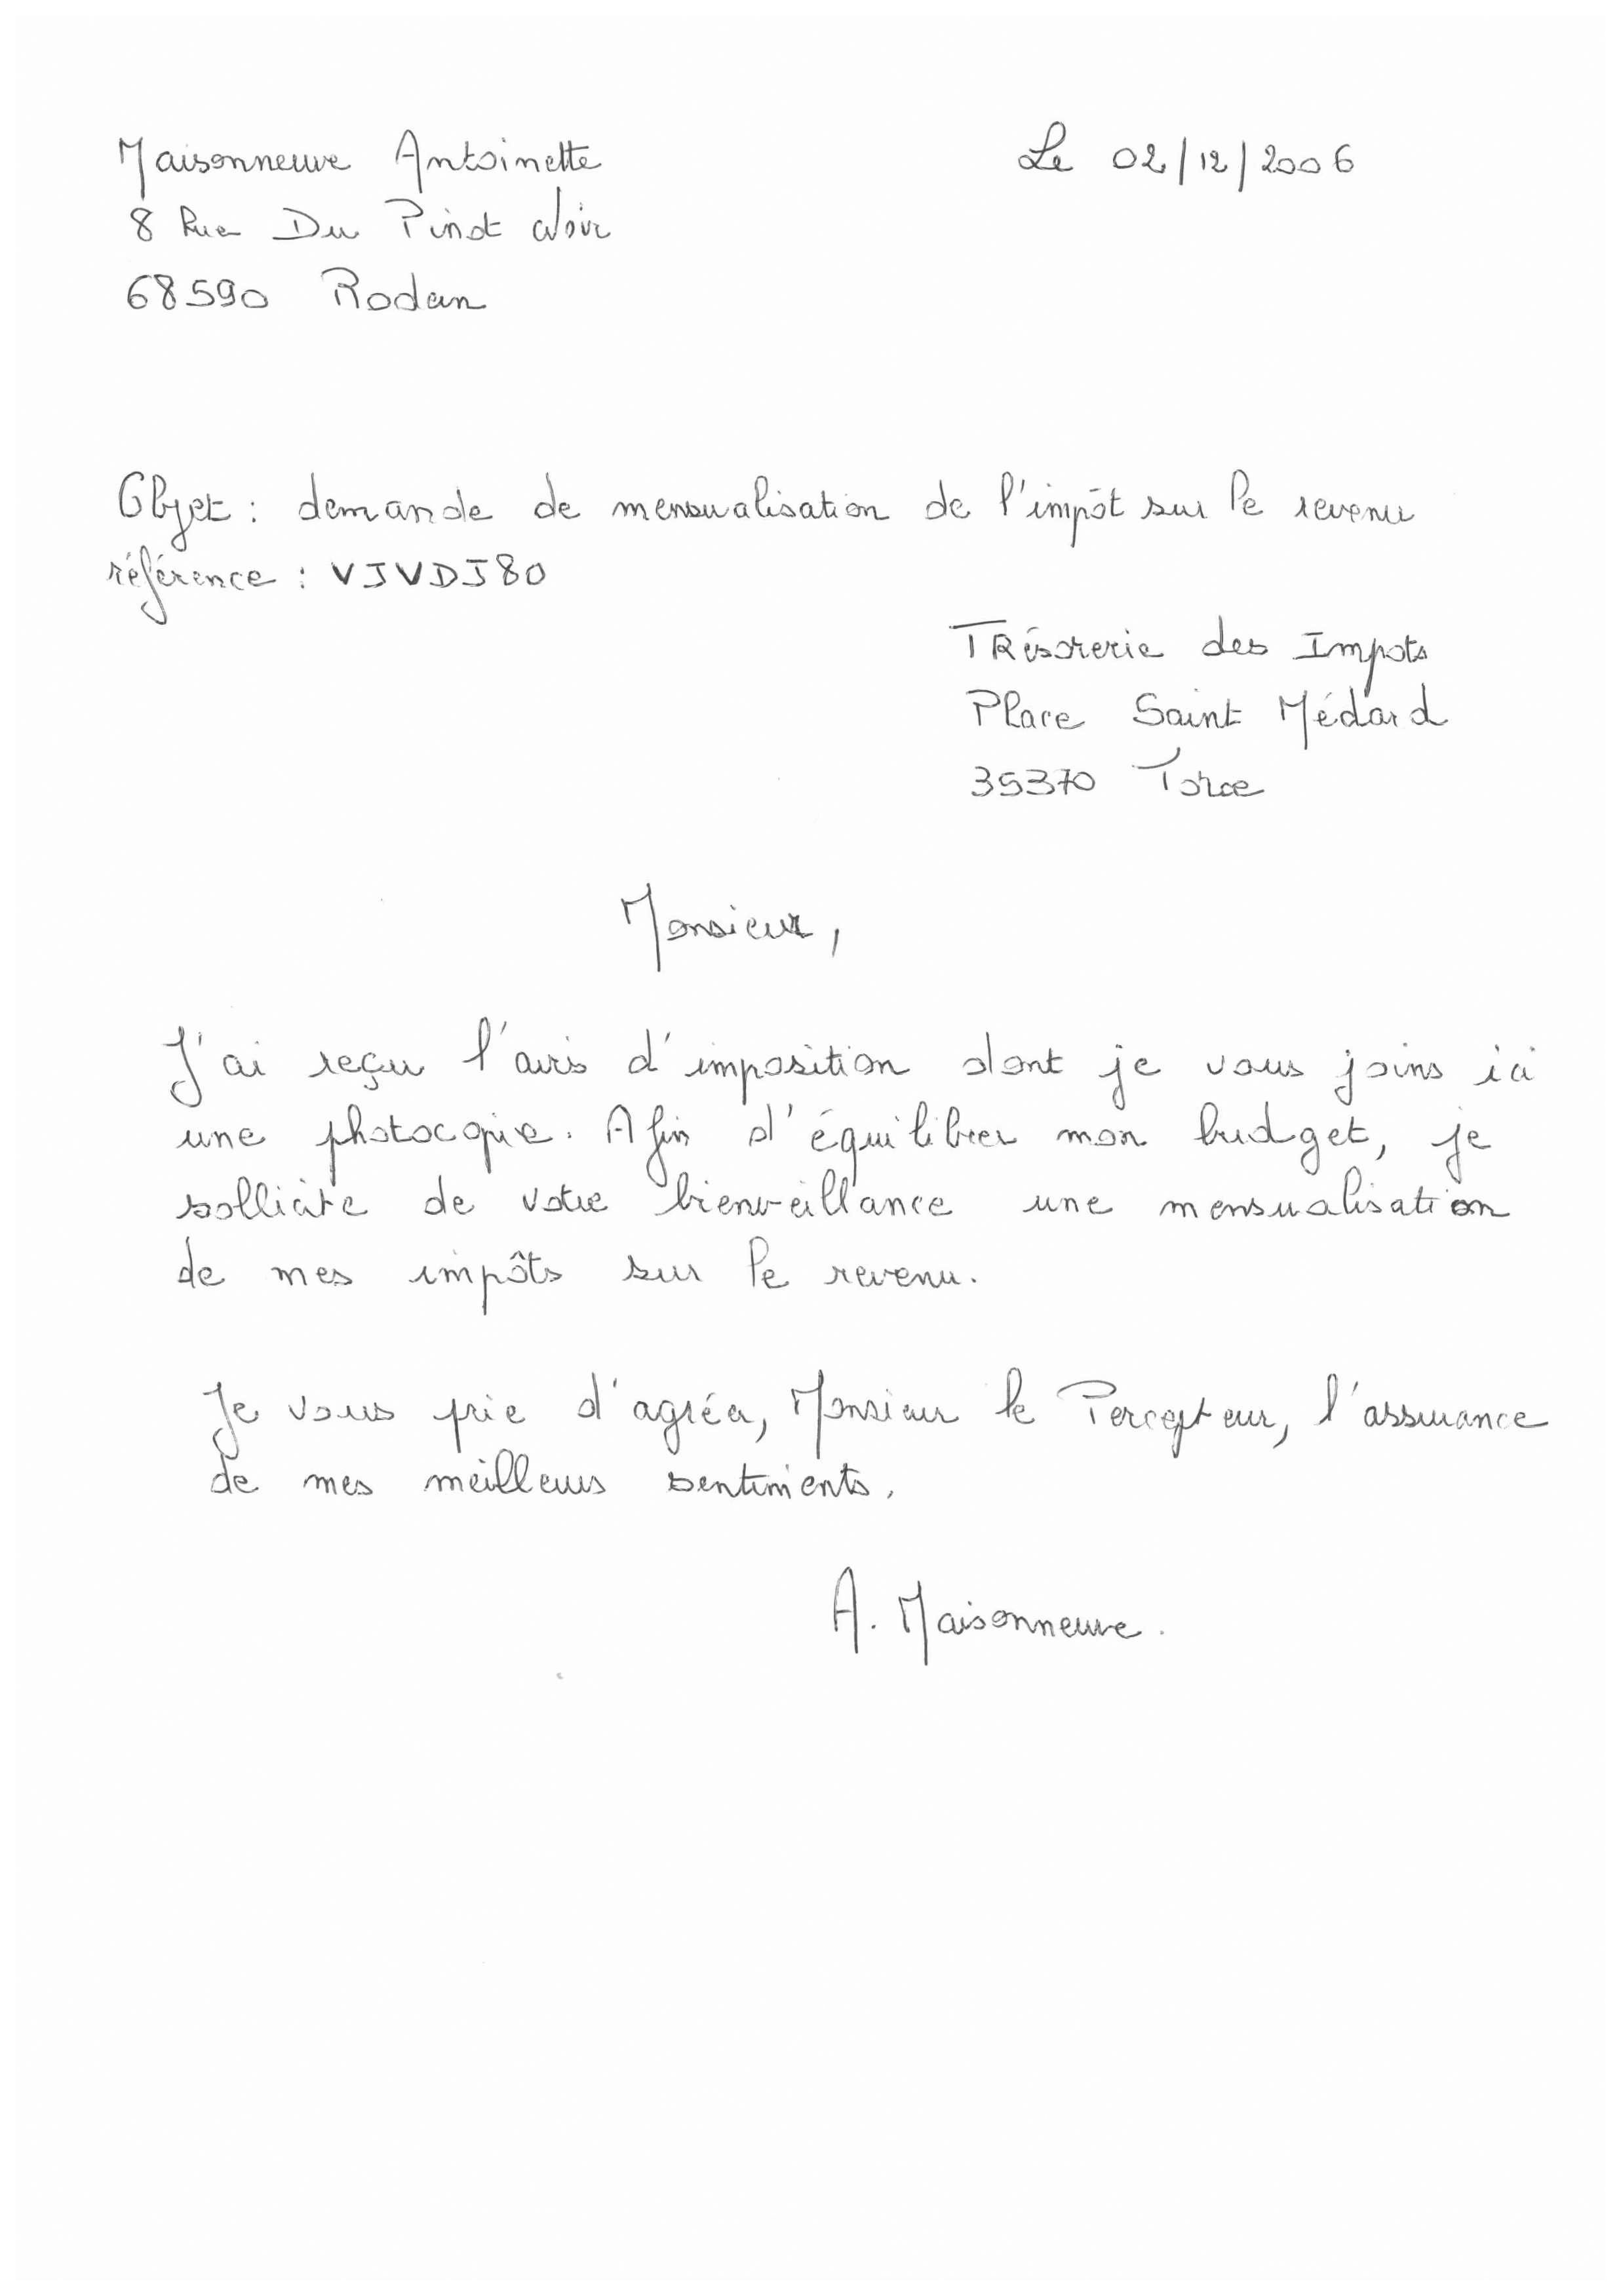 Maisonneuve Antoinette
Le 02/12/2006
8 Rue Du Pinot Noir
68590 Rodan
Objet : demande de mensualisation de l'impôt sur le revenu
référence : VJVDJ80
TRésorerie des Impots
Place Saint Médard
35370 Torce
Monsieur,
J'ai reçu l'avis d'imposition dont je vous joins ici
une photocopie. Afin d'équilibrer mon budget, je
sollicite de votre bienveillance une mensualisation
de mes impôts sur le revenu.
Je vous prie d'agréer, Monsieur le Percepteur, l'assurance
de mes meilleurs sentiments.
A. Maisonneuve.